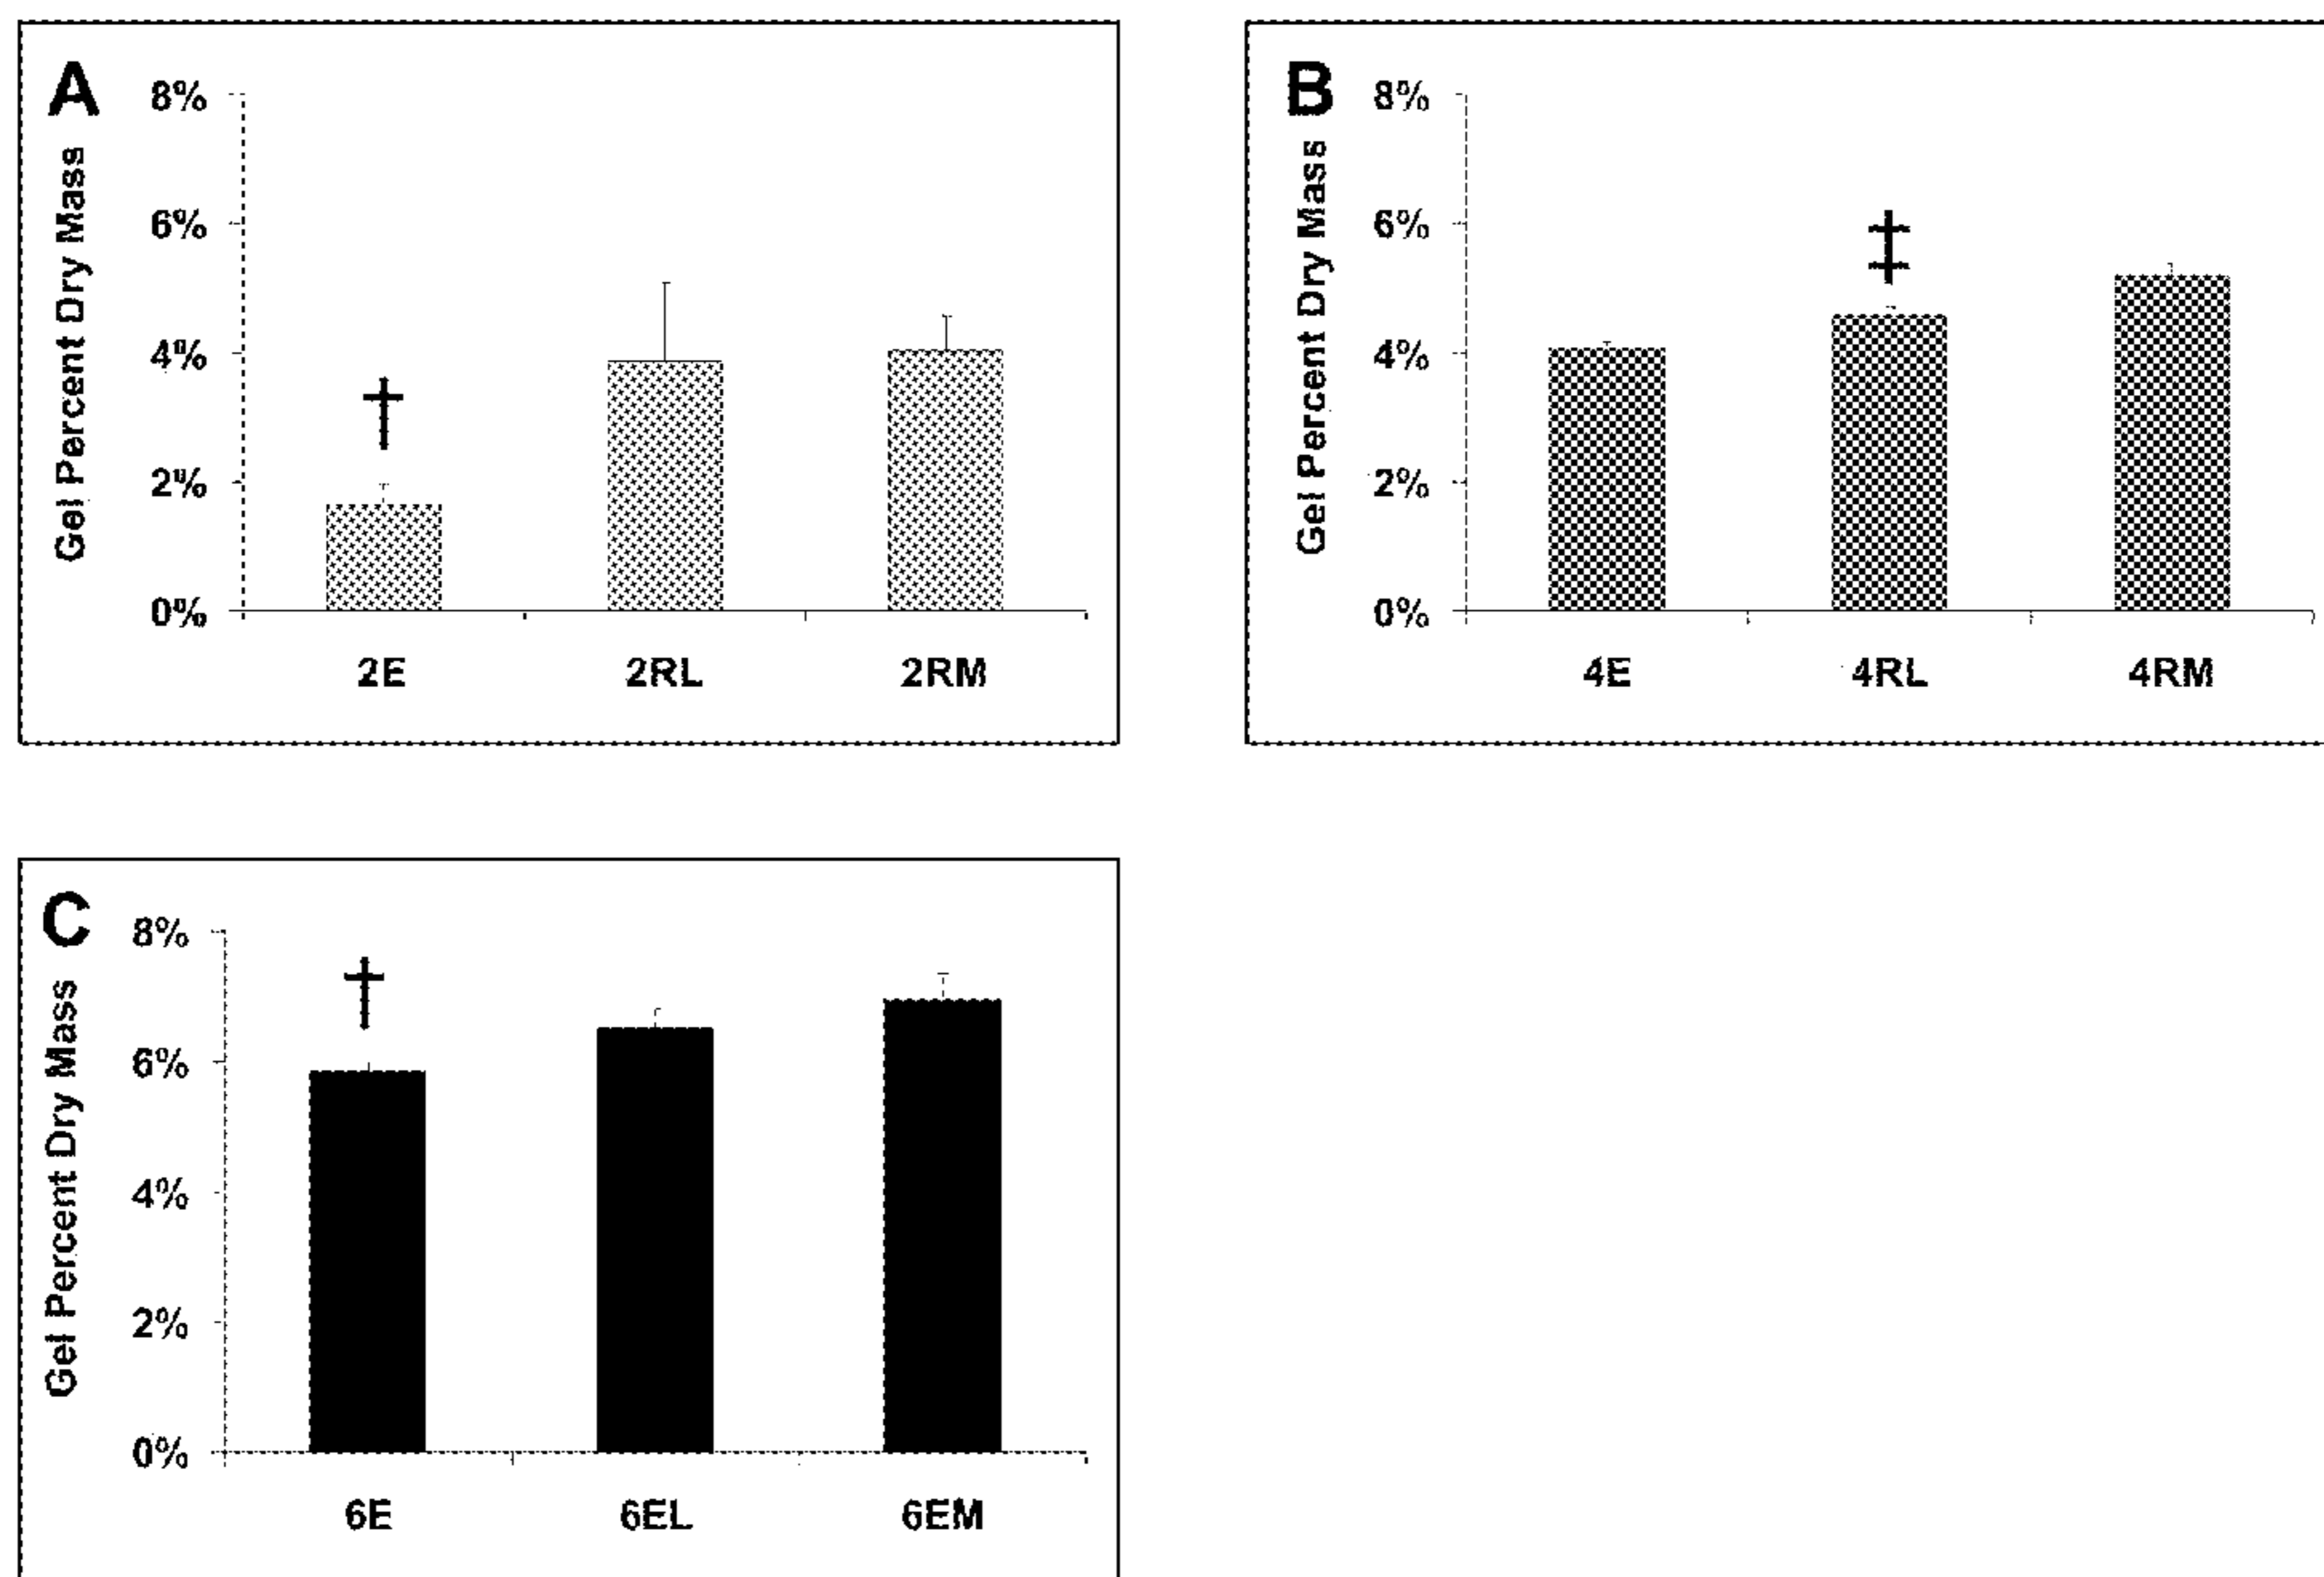 A
Gel Percent Dry Mass
8%
6%
4%
2%
0%
†
2E 2RL 2RM
B
Gel Percent Dry Mass
8%
6%
4%
2%
0%
‡
4E 4RL 4RM
C
Gel Percent Dry Mass
8%
6%
4%
2%
0%
†
6E 6EL 6EM